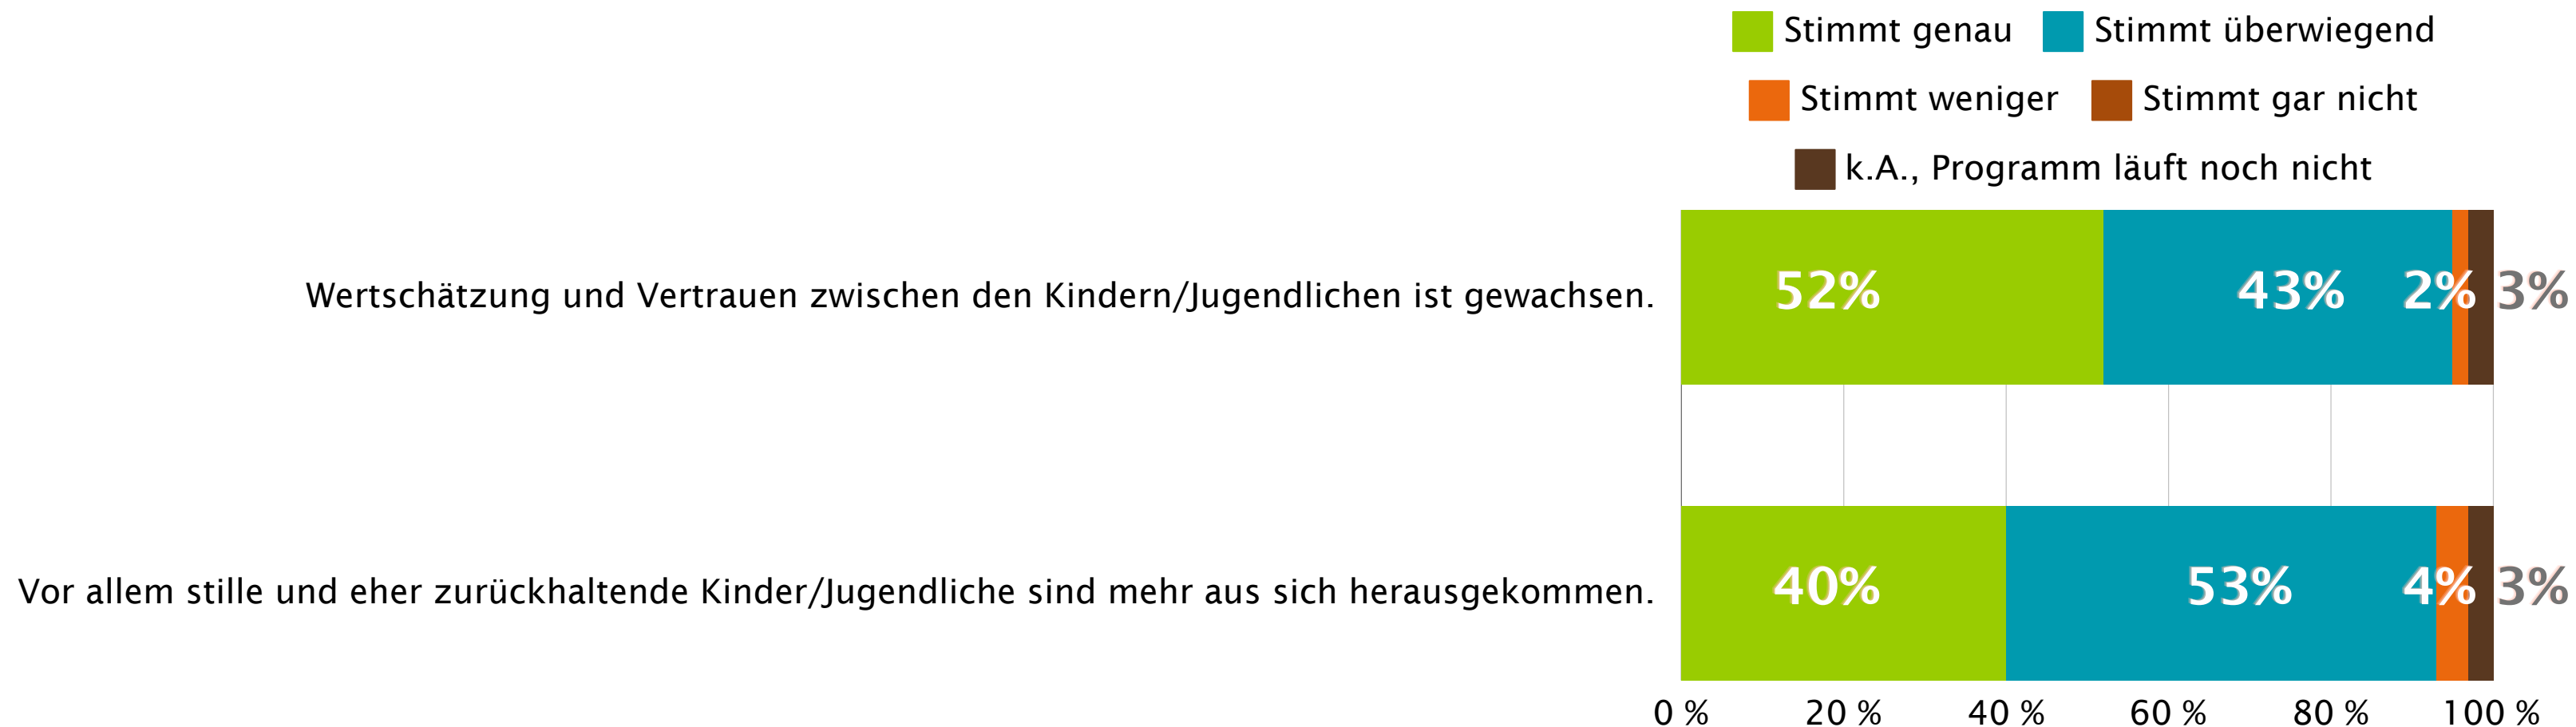 Stimmt genau Stimmt überwiegend
Stimmt weniger Stimmt gar nicht
k.A., Programm läuft noch nicht
Wertschätzung und Vertrauen zwischen den Kindern/Jugendlichen ist gewachsen. 52% 43% 2% 3%
Vor allem stille und eher zurückhaltende Kinder/Jugendliche sind mehr aus sich herausgekommen. 40% 53% 4% 3%
0 % 20 % 40 % 60 % 80 % 100 %